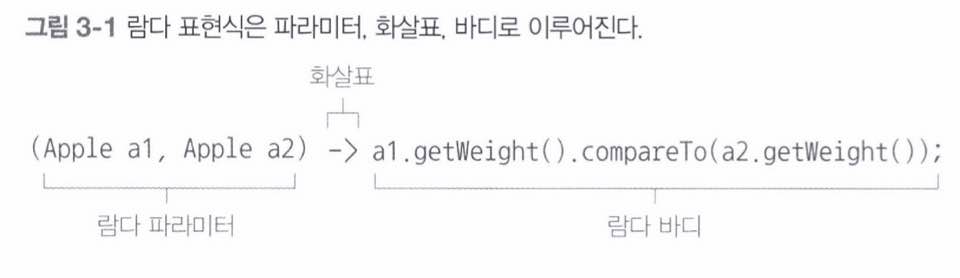 그림 3-1 람다 표현식은 파라미터, 화살표, 바디로 이루어진다.
화살표
(Apple a1, Apple a2) -> a1.getWeight().compareTo(a2.getWeight());
람다 파라미터 람다 바디